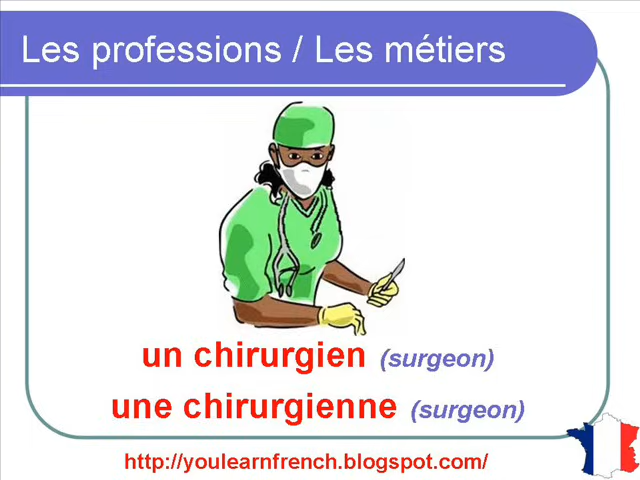 Les professions / Les métiers
un chirurgien (surgeon)
une chirurgienne (surgeon)
http://youlearnfrench.blogspot.com/